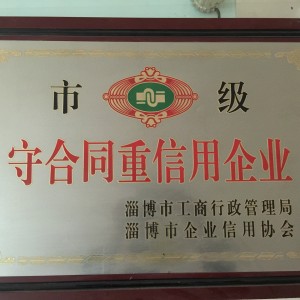 市级
守合同重信用企业
淄博市工商行政管理局
淄博市企业信用协会